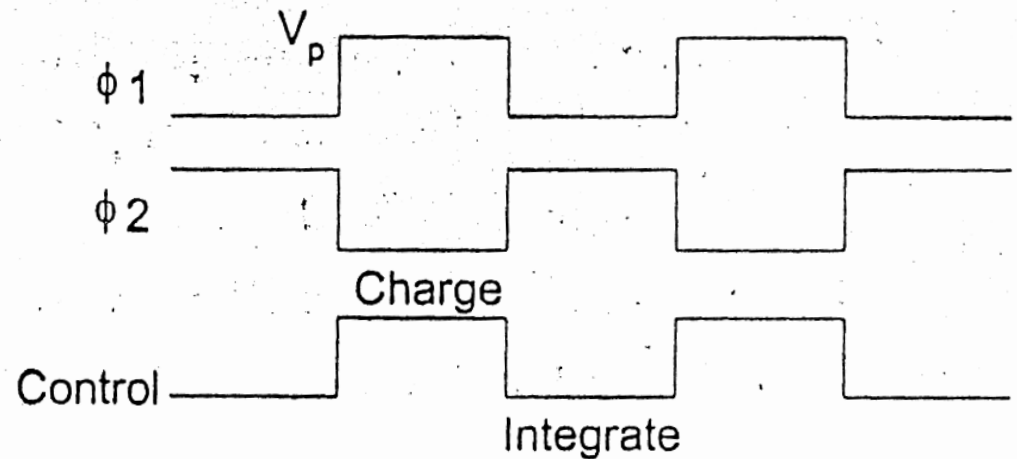 Vp
ϕ1
ϕ2
Charge
Control
Integrate